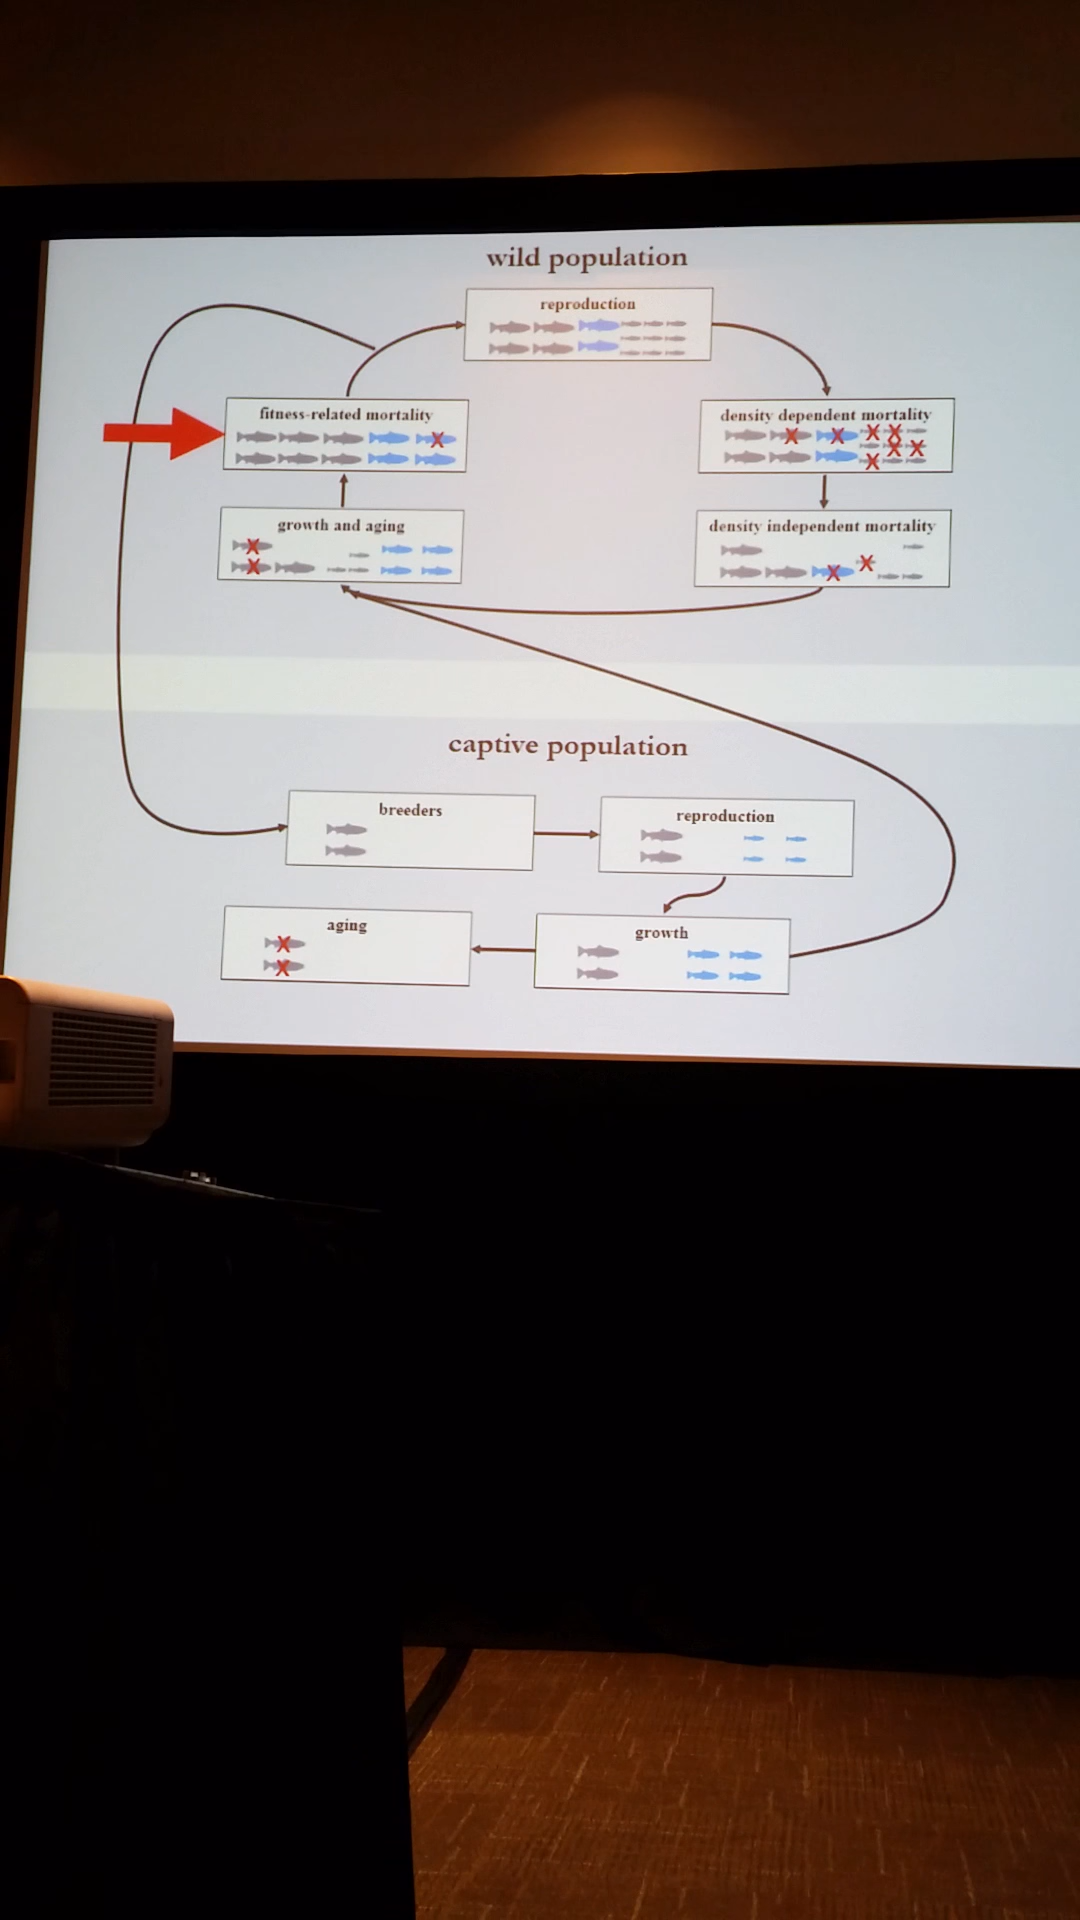 wild population
reproduction
fitness-related mortality
density dependent mortality
growth and aging
density independent mortality
captive population
breeders
reproduction
aging
growth